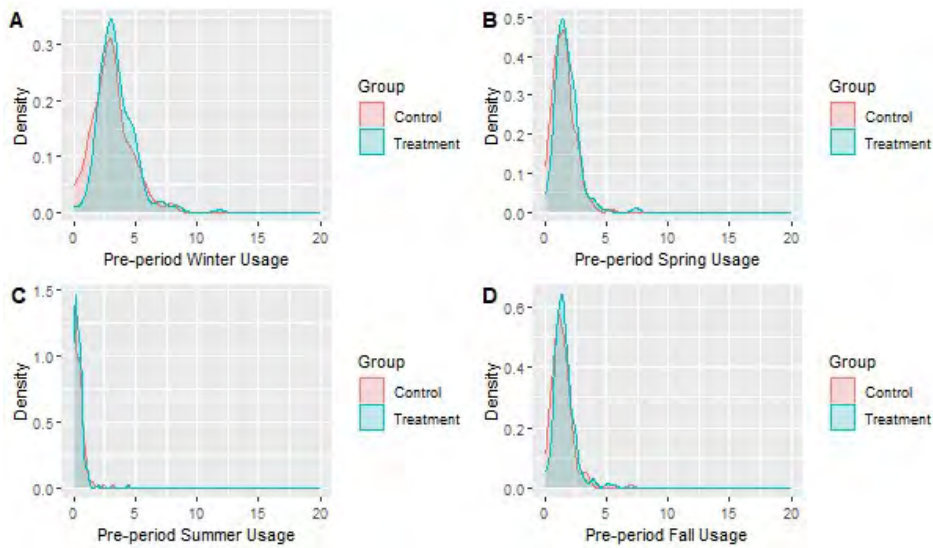 A
Density
0.3
0.2
0.1
0.0
0 5 10 15 20
Pre-period Winter Usage
Group
Control
Treatment
B
Density
0.5
0.4
0.3
0.2
0.1
0.0
0 5 10 15 20
Pre-period Spring Usage
Group
Control
Treatment
C
Density
1.5
1.0
0.5
0.0
0 5 10 15 20
Pre-period Summer Usage
Group
Control
Treatment
D
Density
0.6
0.4
0.2
0.0
0 5 10 15 20
Pre-period Fall Usage
Group
Control
Treatment